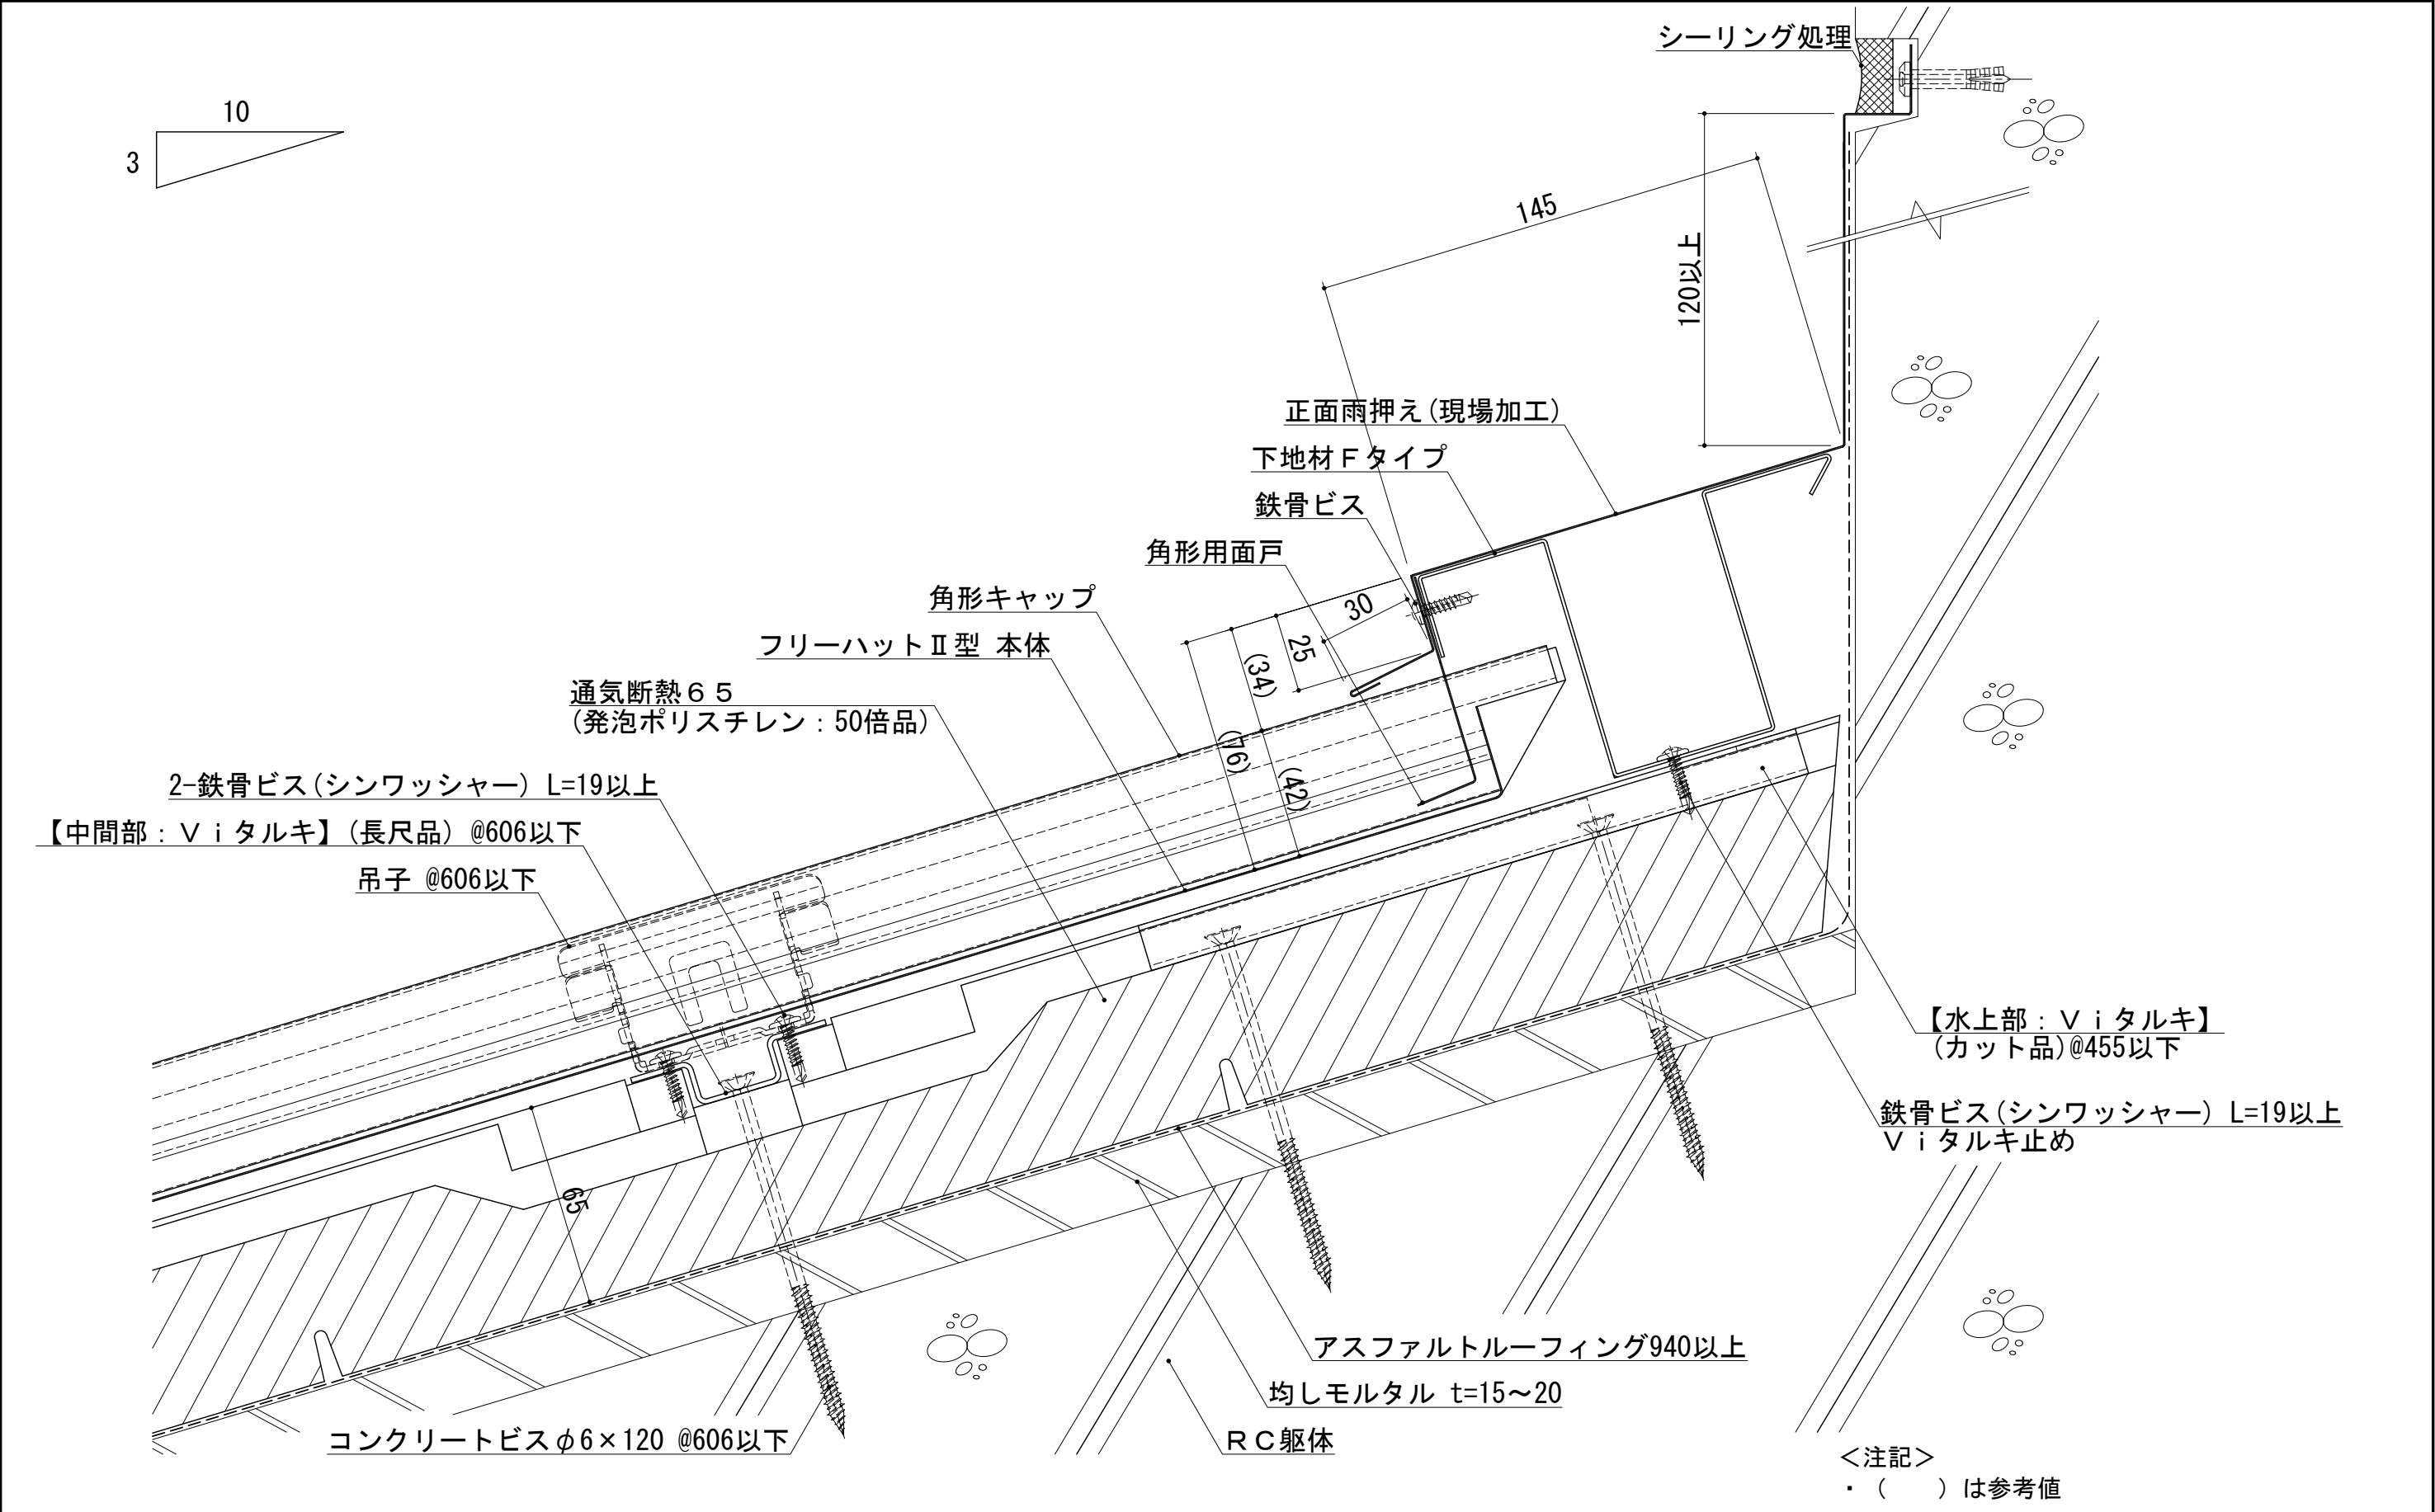 シーリング処理
10
3
145
120以上
正面雨押え(現場加工)
下地材Fタイプ
鉄骨ビス
角形用面戸
角形キャップ
フリーハットⅡ型 本体
通気断熱65
(発泡ポリスチレン:50倍品)
2-鉄骨ビス(シンワッシャー) L=19以上
【中間部:Viタルキ】(長尺品) @606以下
吊子 @606以下
30
25
(34)
(76)
(42)
65
【水上部:Viタルキ】
(カット品)@455以下
鉄骨ビス(シンワッシャー) L=19以上
Viタルキ止め
アスファルトルーフィング940以上
均しモルタル t=15～20
RC躯体
コンクリートビスφ6×120 @606以下
＜注記＞
・(　　)は参考値